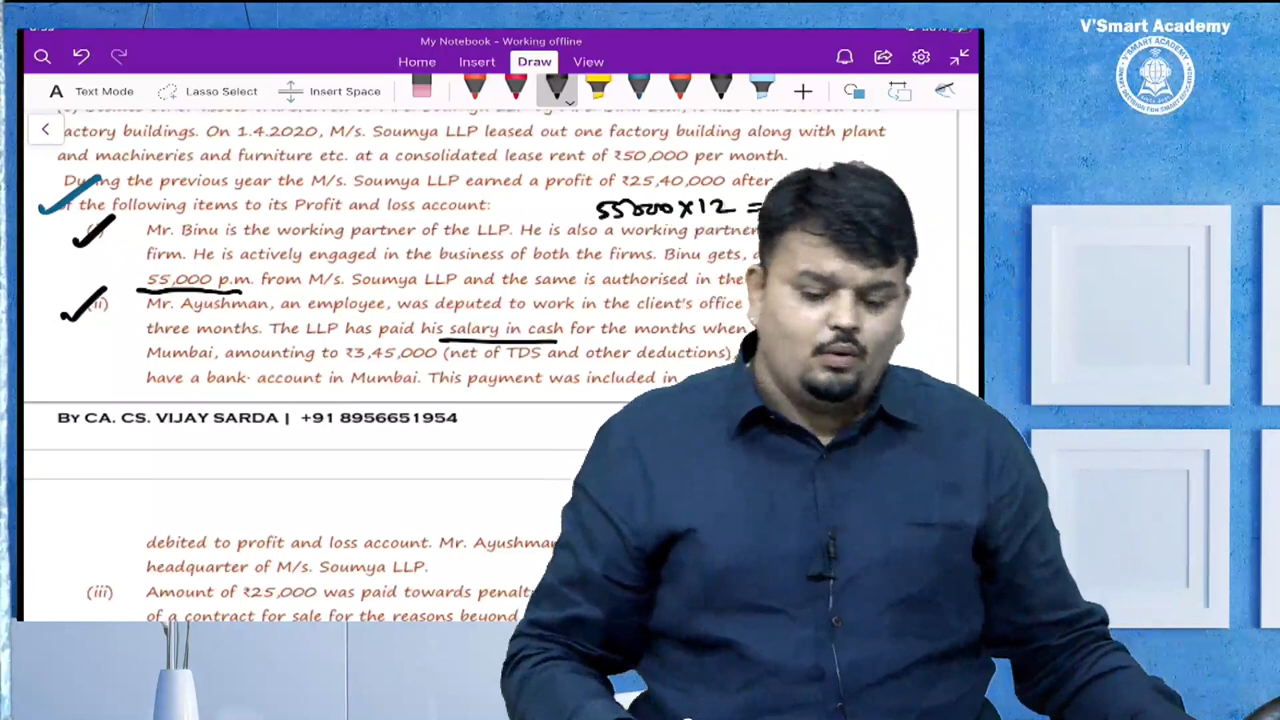 V'Smart Academy
V'SMART ACADEMY
My Notebook - Working offline
Home Insert Draw View
A Text Mode Lasso Select Insert Space
factory buildings. On 1.4.2020, M/s. Soumya LLP leased out one factory building along with plant
and machineries and furniture etc. at a consolidated lease rent of ₹50,000 per month.
During the previous year the M/s. Soumya LLP earned a profit of ₹25,40,000 after
of the following items to its Profit and loss account:
55000 × 12 =
Mr. Binu is the working partner of the LLP. He is also a working partner
firm. He is actively engaged in the business of both the firms. Binu gets,
55,000 p.m. from M/s. Soumya LLP and the same is authorised in the
(ii) Mr. Ayushman, an employee, was deputed to work in the client's office
three months. The LLP has paid his salary in cash for the months when
Mumbai, amounting to ₹3,45,000 (net of TDS and other deductions),
have a bank account in Mumbai. This payment was included in
BY CA. CS. VIJAY SARDA | +91 8956651954
debited to profit and loss account. Mr. Ayushman
headquarter of M/s. Soumya LLP.
(iii) Amount of ₹25,000 was paid towards
of a contract for sale for the reasons beyond